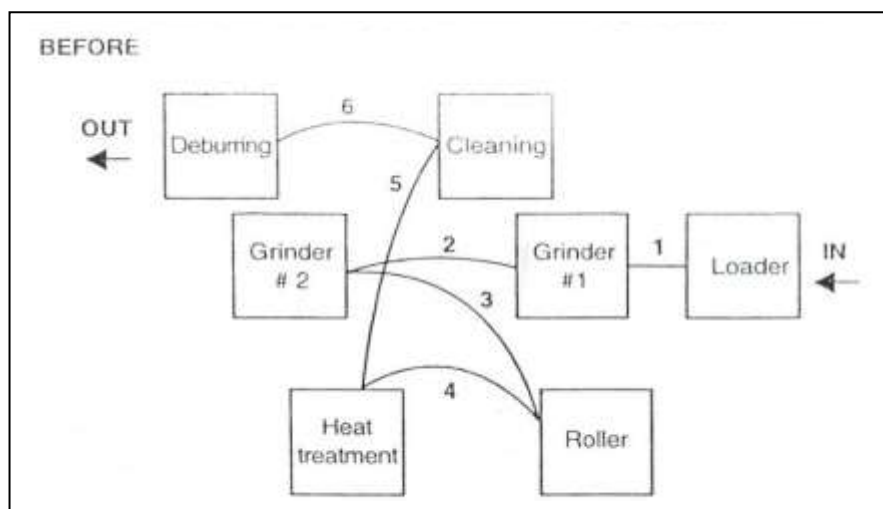 BEFORE
6
OUT
Deburring
Cleaning
5
Grinder
# 2
2
Grinder
#1
1
Loader
IN
3
4
Heat
treatment
Roller